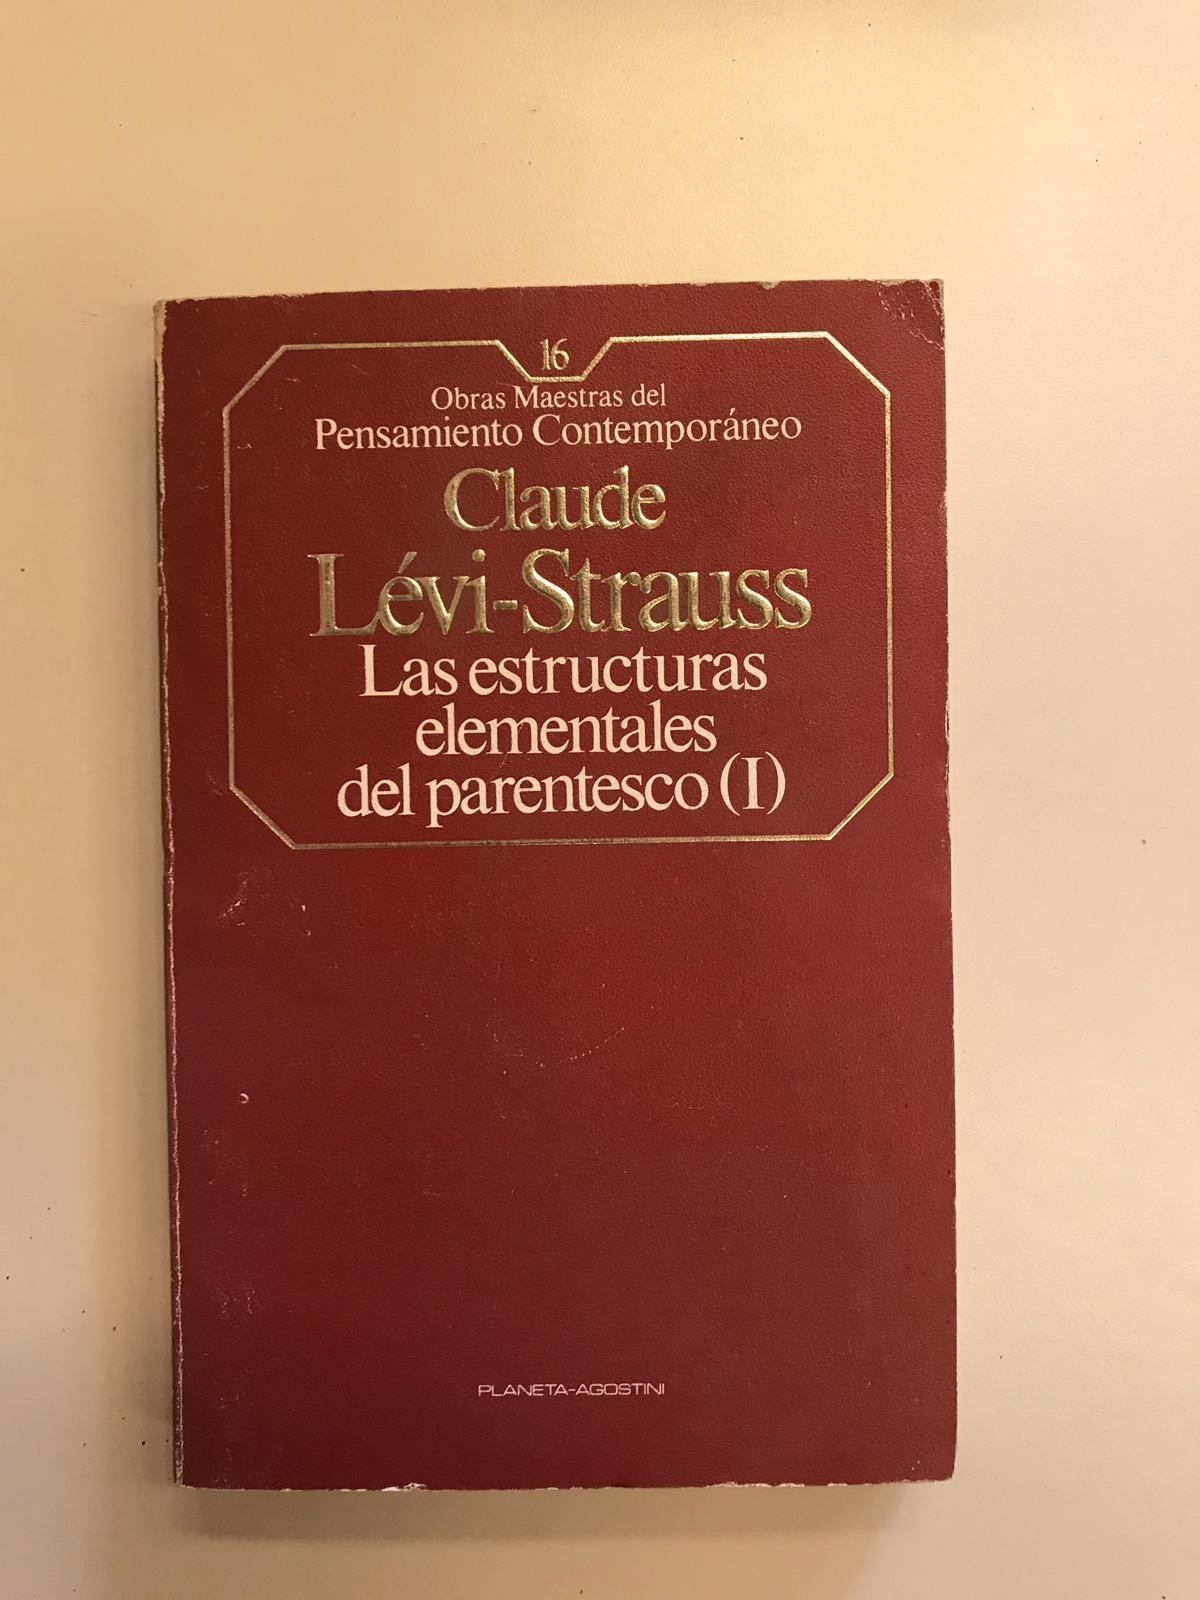 16
Obras Maestras del
Pensamiento Contemporáneo
Claude
Lévi-Strauss
Las estructuras
elementales
del parentesco (I)
PLANETA-AGOSTINI